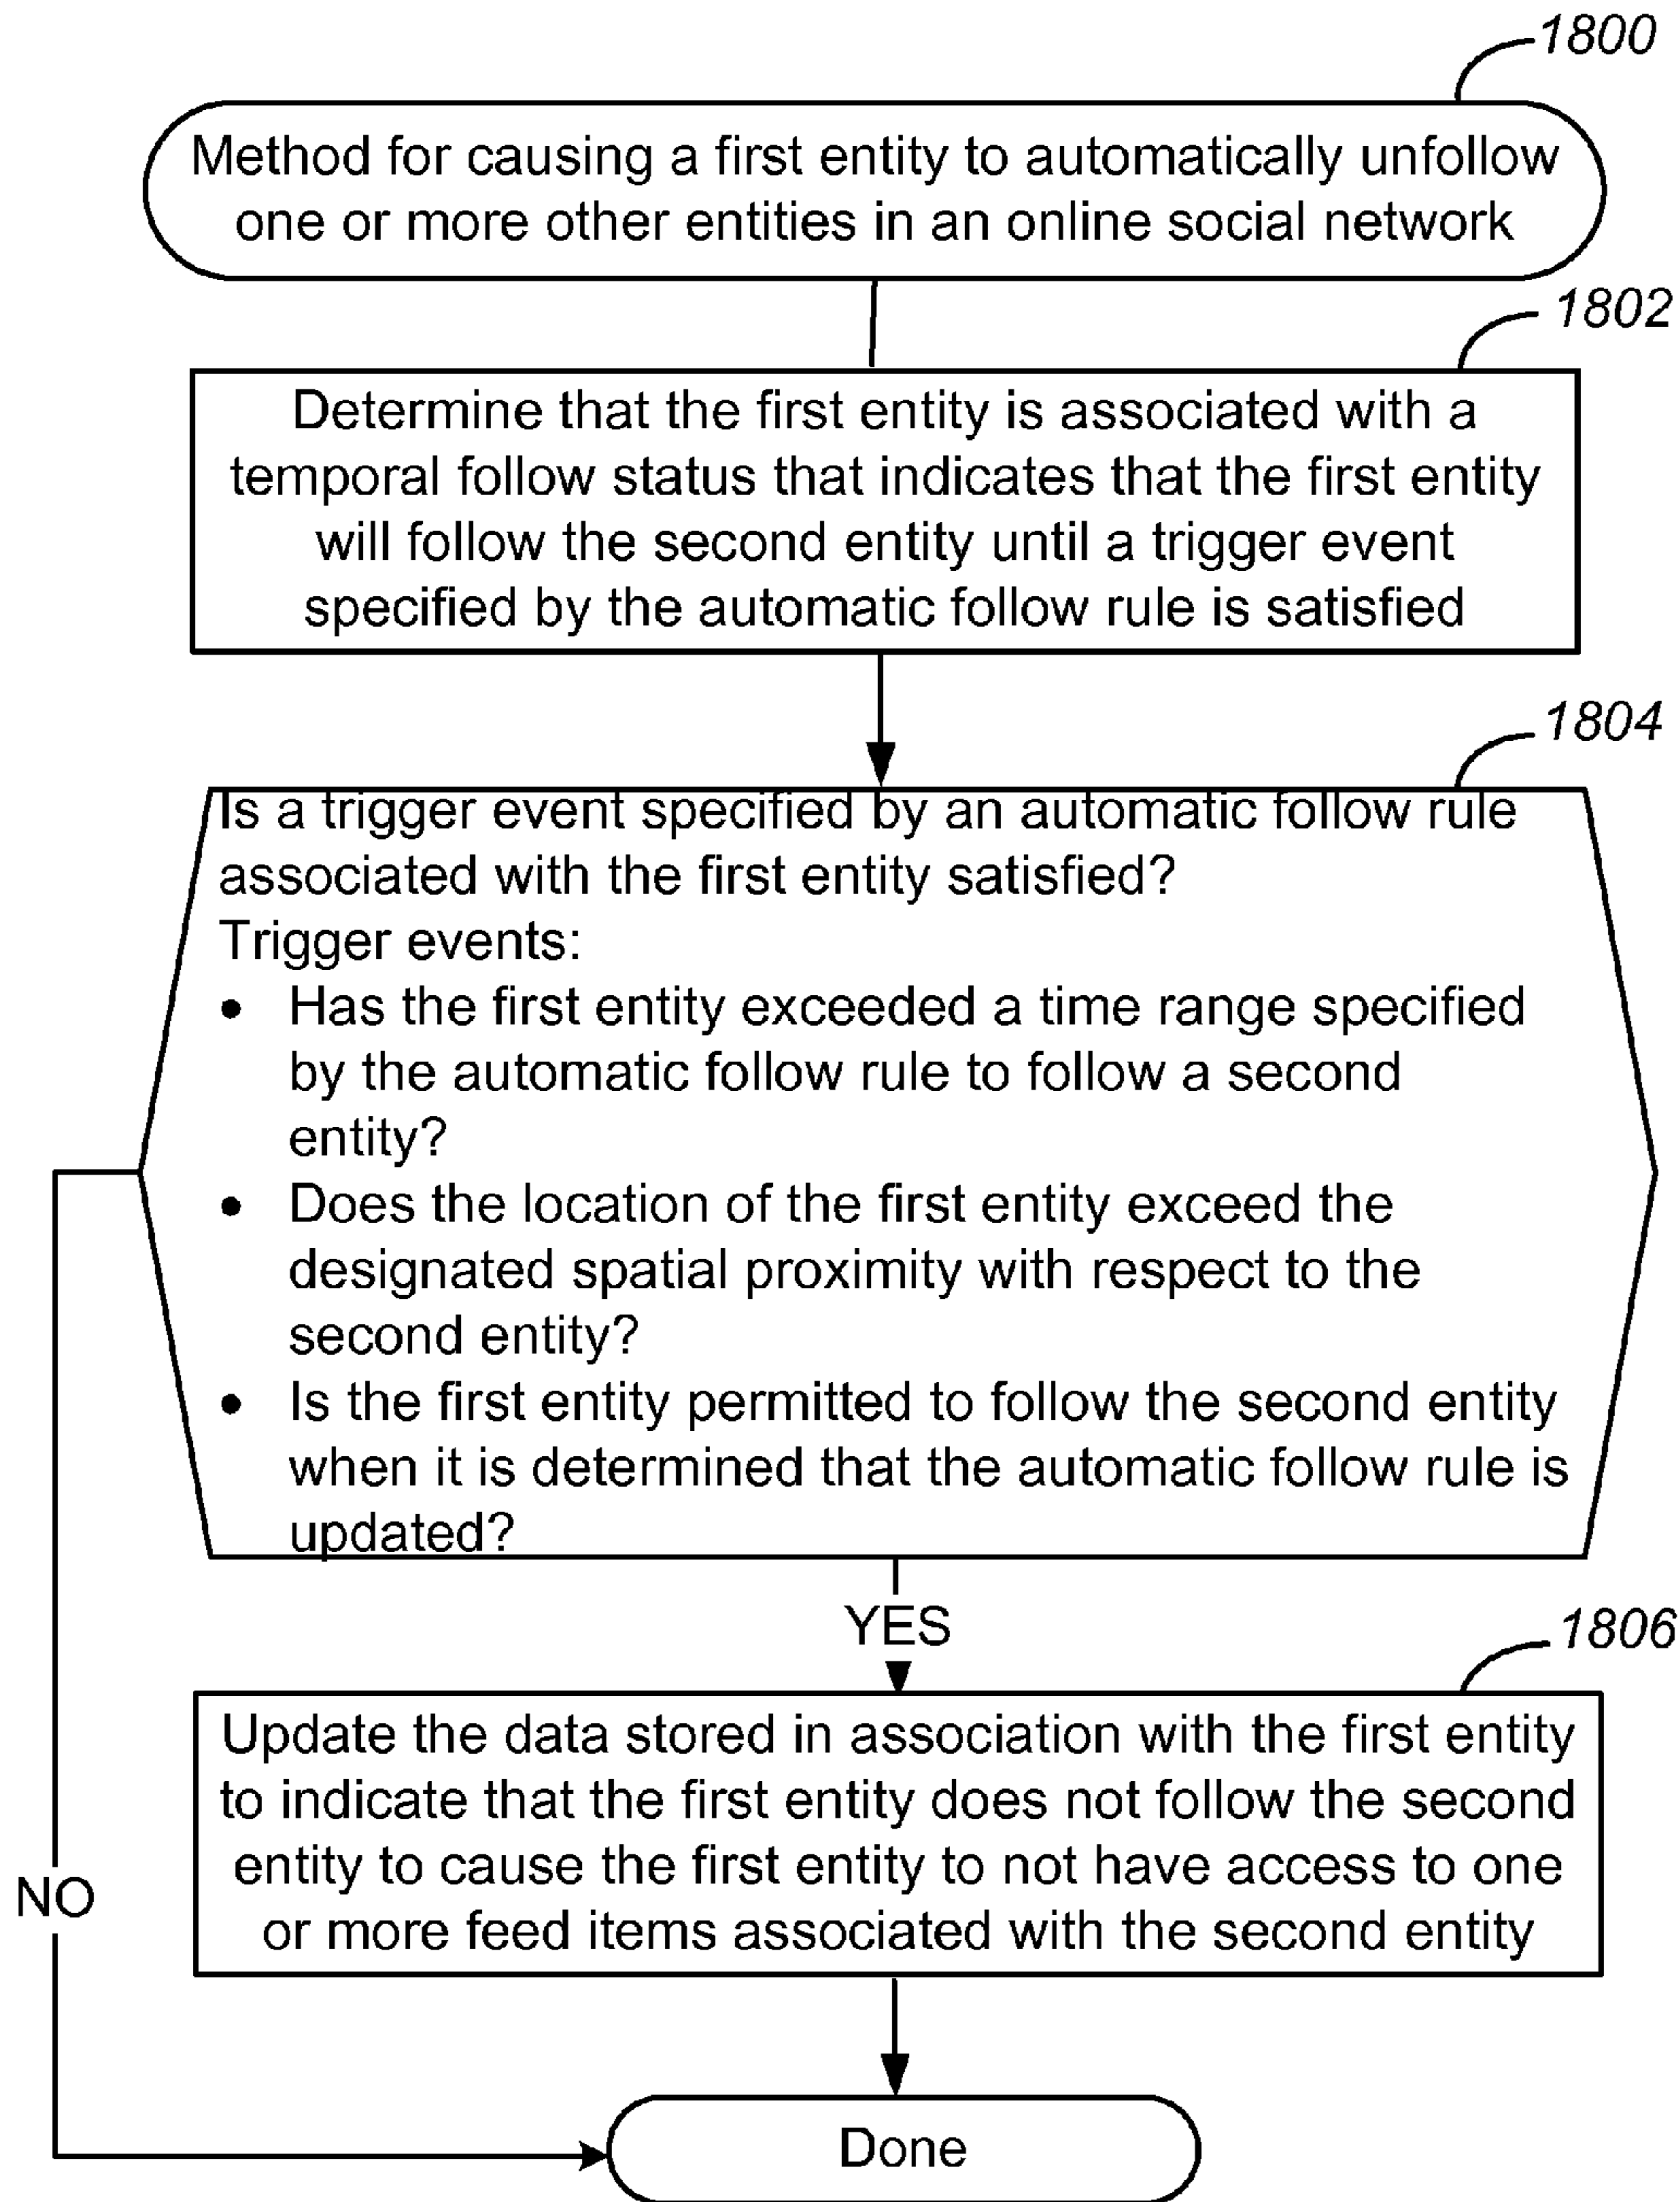 1800
Method for causing a first entity to automatically unfollow
one or more other entities in an online social network
1802
Determine that the first entity is associated with a
temporal follow status that indicates that the first entity
will follow the second entity until a trigger event
specified by the automatic follow rule is satisfied
1804
Is a trigger event specified by an automatic follow rule
associated with the first entity satisfied?
Trigger events:
• Has the first entity exceeded a time range specified
by the automatic follow rule to follow a second
entity?
• Does the location of the first entity exceed the
designated spatial proximity with respect to the
second entity?
• Is the first entity permitted to follow the second entity
when it is determined that the automatic follow rule is
updated?
YES
1806
Update the data stored in association with the first entity
to indicate that the first entity does not follow the second
entity to cause the first entity to not have access to one
or more feed items associated with the second entity
NO
Done